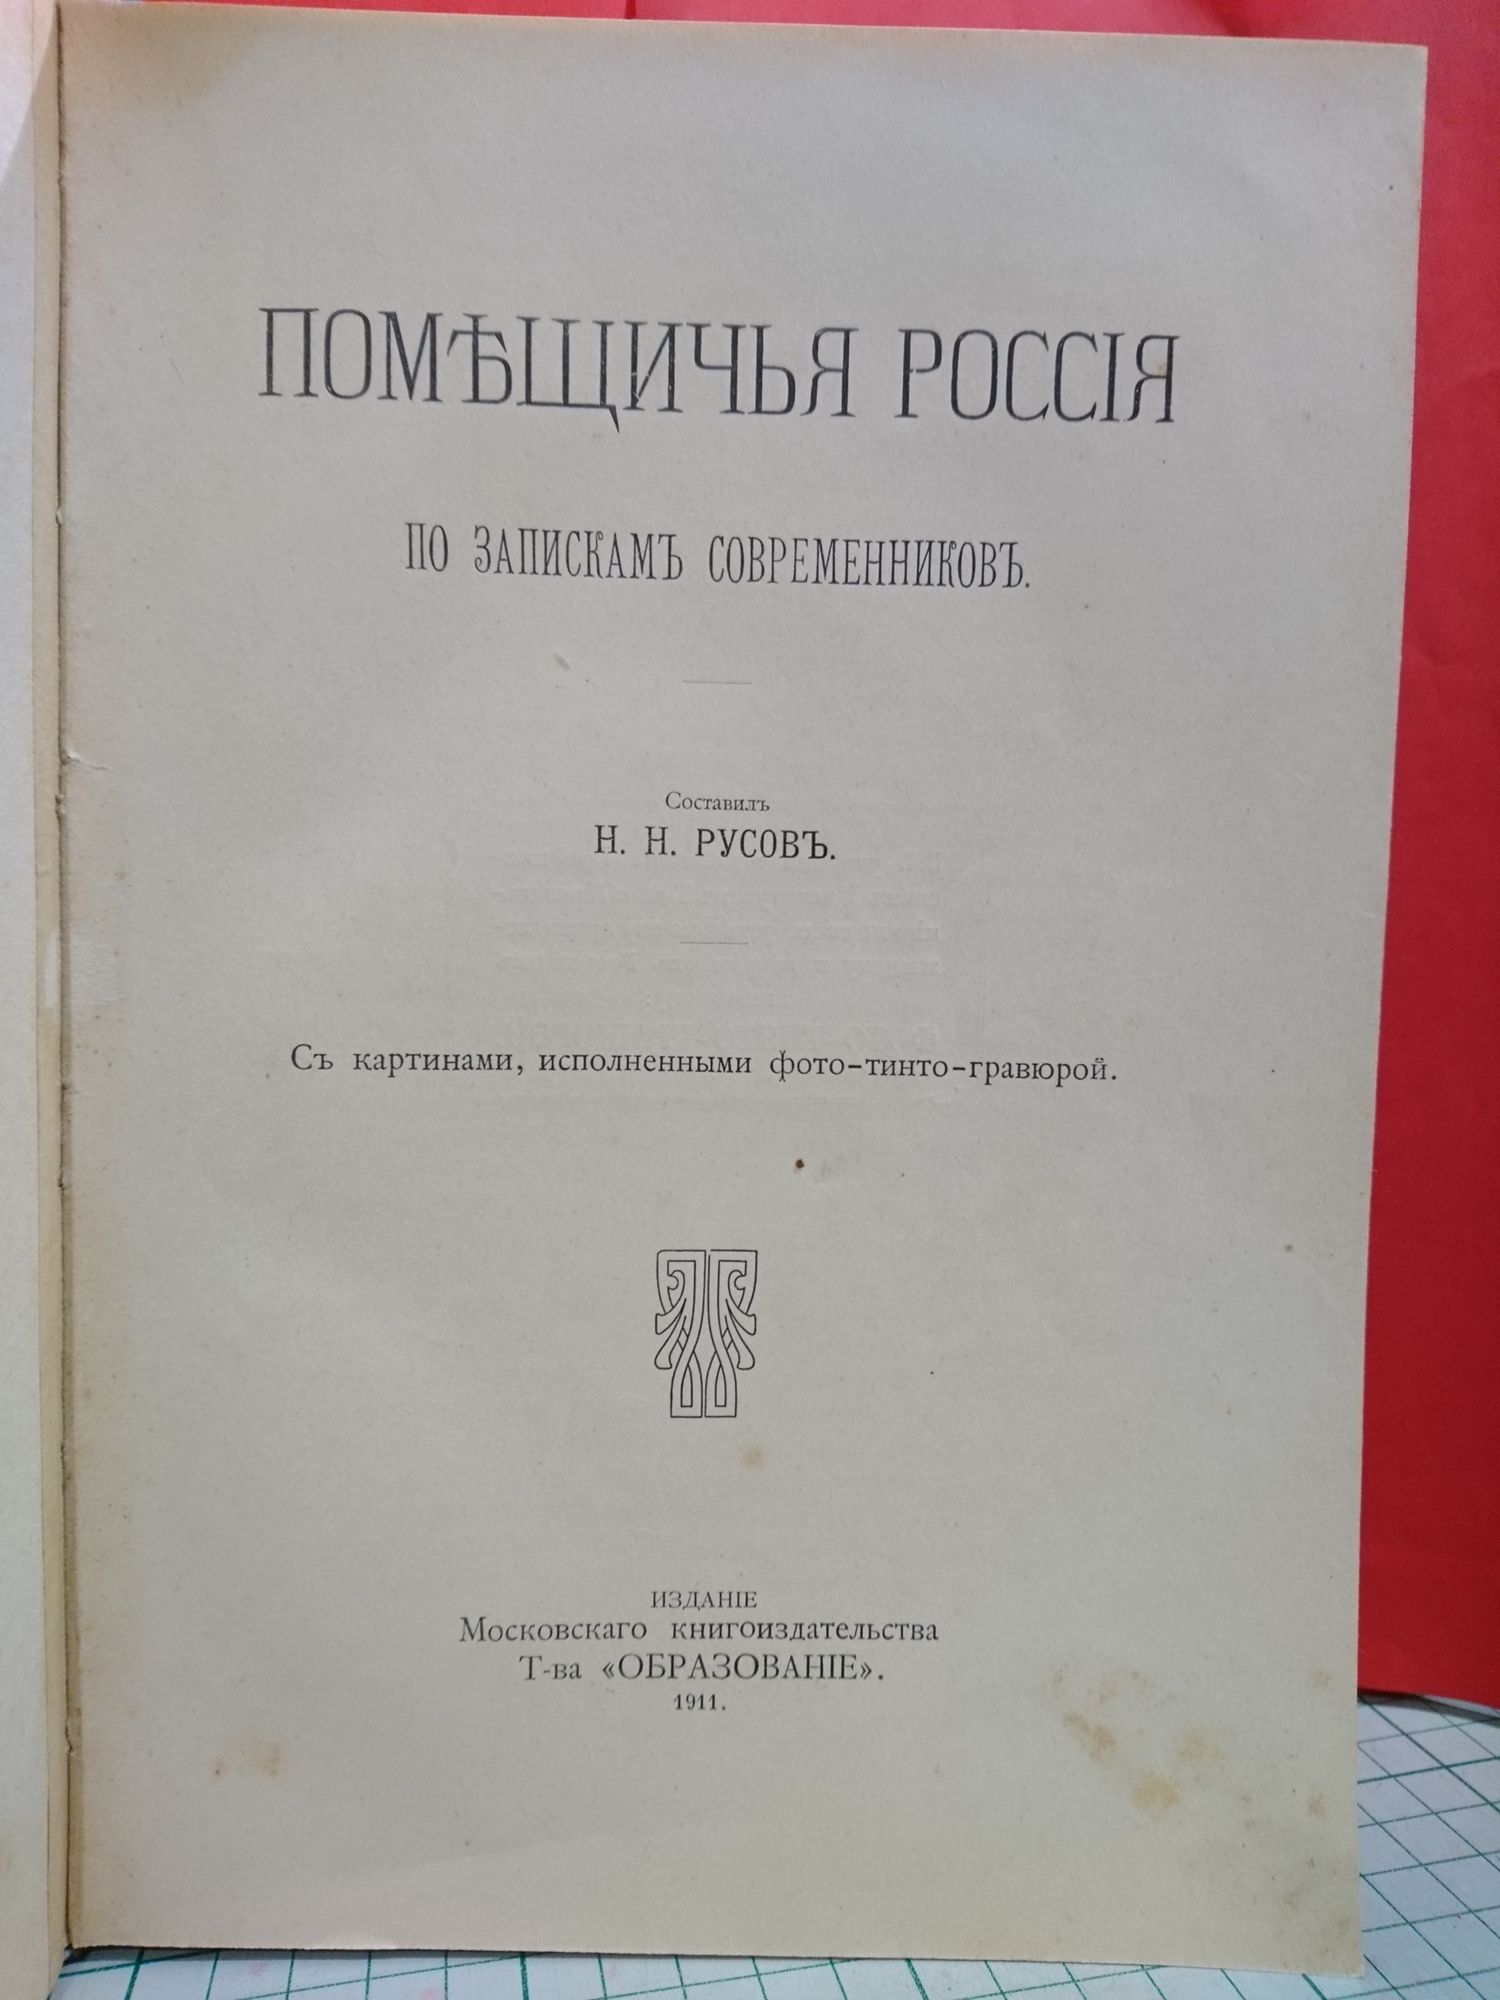 ПОМѢЩИЧЬЯ РОССІЯ
ПО ЗАПИСКАМЪ СОВРЕМЕННИКОВЪ.
Составилъ
Н. Н. РУСОВЪ.
Съ картинами, исполненными фото-тинто-гравюрой.
ИЗДАНІЕ
Московскаго книгоиздательства
Т-ва «ОБРАЗОВАНІЕ».
1911.